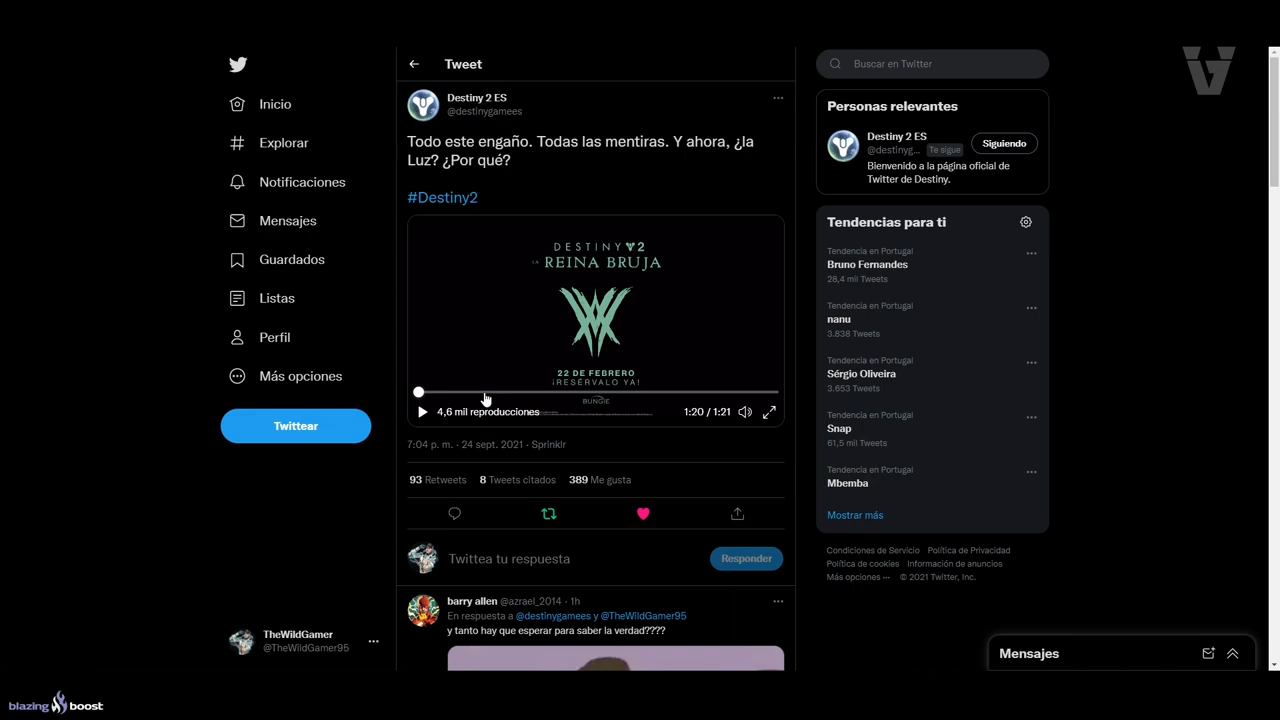 Inicio
Explorar
Notificaciones
Mensajes
Guardados
Listas
Perfil
Más opciones
Twittear
TheWildGamer
@TheWildGamer95
Tweet
Destiny 2 ES
@destinygamees
Todo este engaño. Todas las mentiras. Y ahora, ¿la
Luz? ¿Por qué?
#Destiny2
DESTINY 2
LA REINA BRUJA
22 DE FEBRERO
¡RESÉRVALO YA!
BUNGIE
4,6 mil reproducciones
1:20 / 1:21
7:04 p. m. · 24 sept. 2021 · Sprinklr
93 Retweets 8 Tweets citados 389 Me gusta
Twittea tu respuesta
Responder
barry allen @azrael_2014 · 1h
En respuesta a @destinygamees y @TheWildGamer95
y tanto hay que esperar para saber la verdad????
Buscar en Twitter
Personas relevantes
Destiny 2 ES
@destinyg... Te sigue
Siguiendo
Bienvenido a la página oficial de
Twitter de Destiny.
Tendencias para ti
Tendencia en Portugal
Bruno Fernandes
28,4 mil Tweets
Tendencia en Portugal
nanu
3.838 Tweets
Tendencia en Portugal
Sérgio Oliveira
3.653 Tweets
Tendencia en Portugal
Snap
61,5 mil Tweets
Tendencia en Portugal
Mbemba
Mostrar más
Condiciones de Servicio Política de Privacidad
Política de cookies Información de anuncios
Más opciones ··· © 2021 Twitter, Inc.
Mensajes
blazing boost